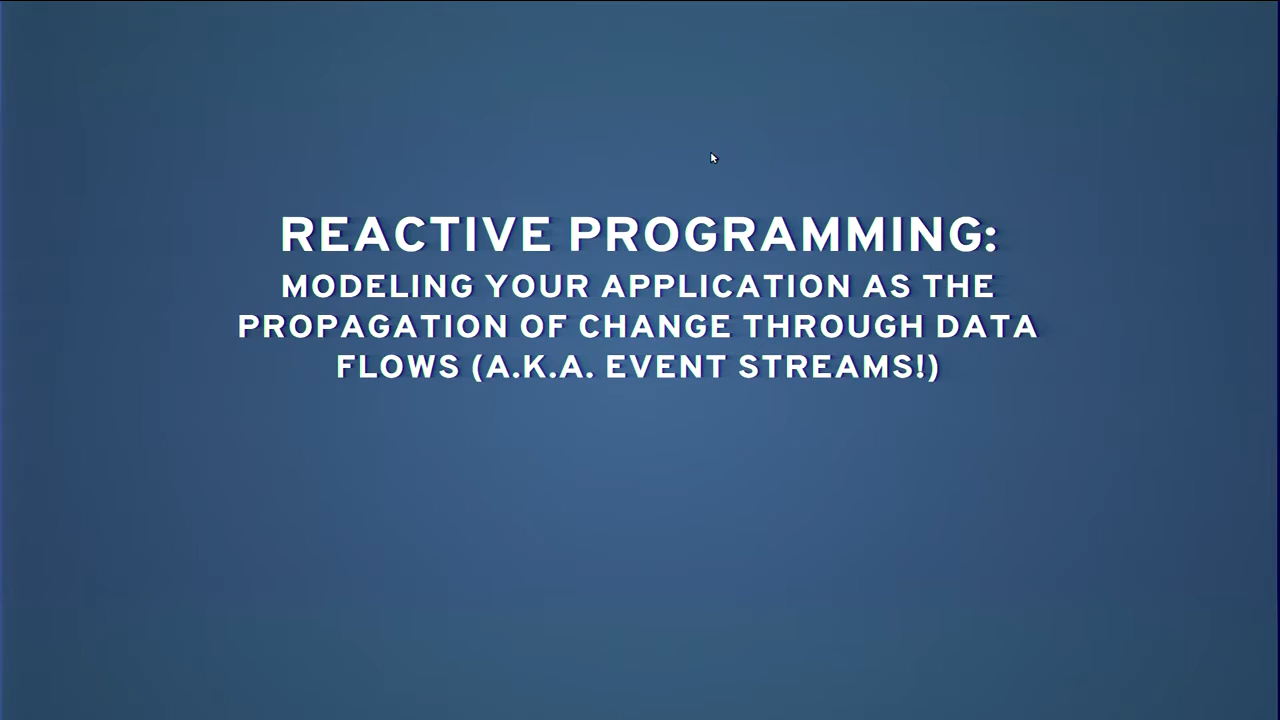 REACTIVE PROGRAMMING:
MODELING YOUR APPLICATION AS THE
PROPAGATION OF CHANGE THROUGH DATA
FLOWS (A.K.A. EVENT STREAMS!)